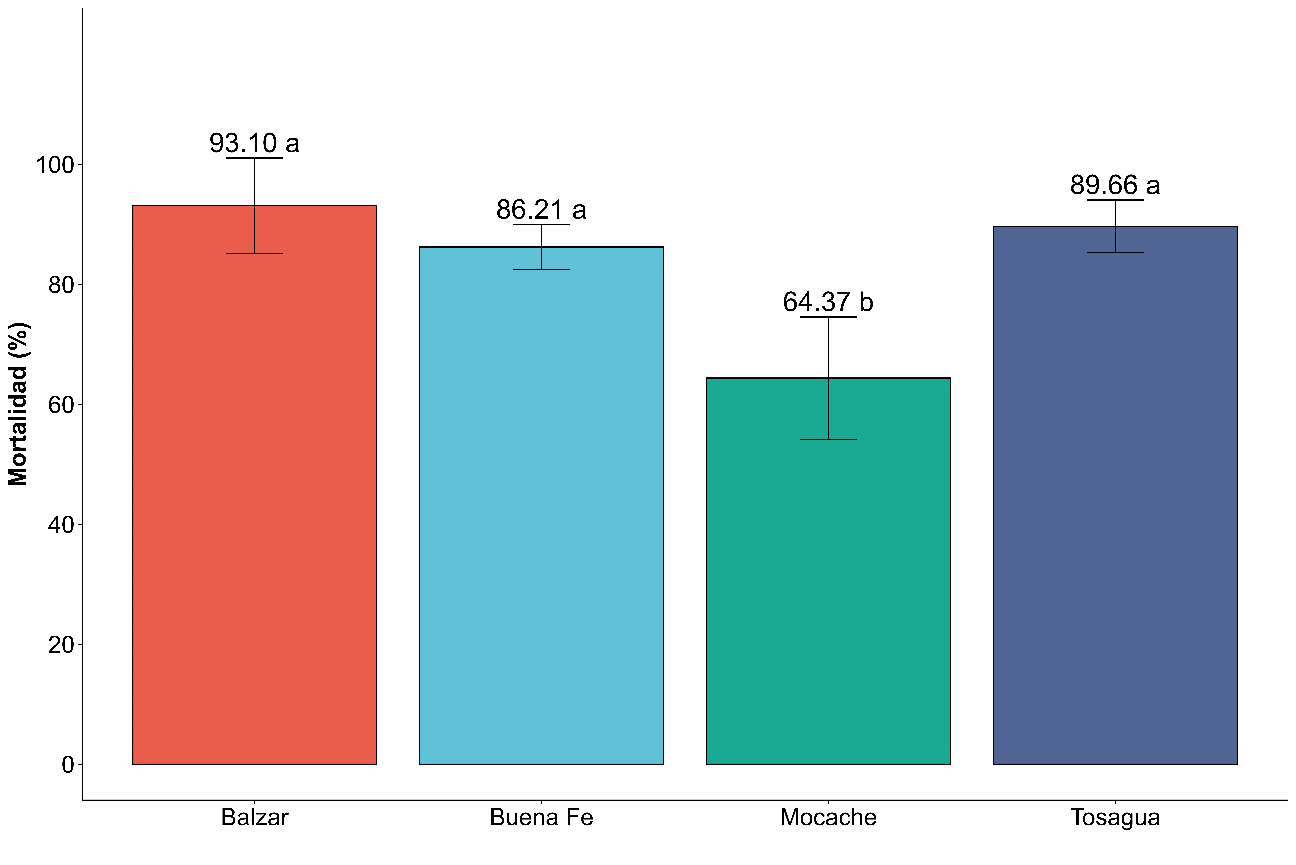 Mortalidad (%)
100
80
60
40
20
0
93.10 a
86.21 a
64.37 b
89.66 a
Balzar
Buena Fe
Mocache
Tosagua